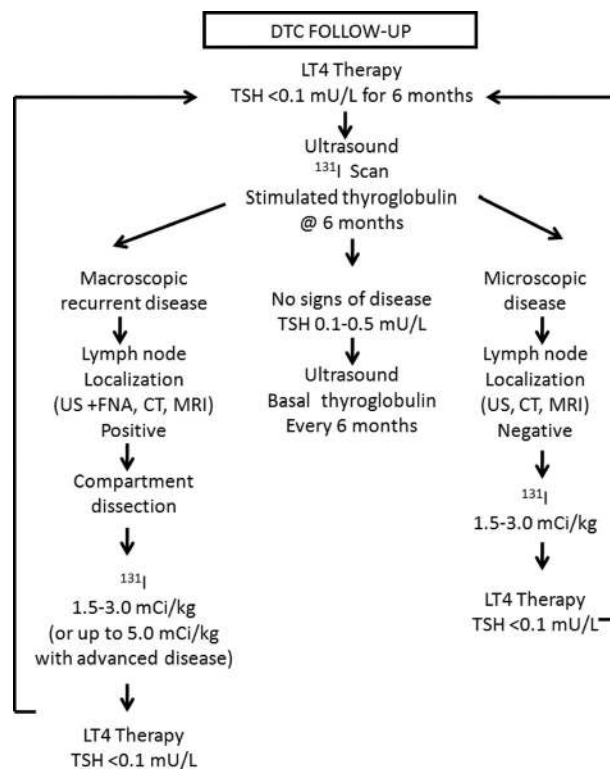 DTC FOLLOW-UP
LT4 Therapy
TSH <0.1 mU/L for 6 months
Ultrasound
¹³¹I Scan
Stimulated thyroglobulin
@ 6 months
Macroscopic
recurrent disease
Lymph node
Localization
(US +FNA, CT, MRI)
Positive
Compartment
dissection
¹³¹I
1.5-3.0 mCi/kg
(or up to 5.0 mCi/kg
with advanced disease)
LT4 Therapy
TSH <0.1 mU/L
No signs of disease
TSH 0.1-0.5 mU/L
Ultrasound
Basal thyroglobulin
Every 6 months
Microscopic
disease
Lymph node
Localization
(US, CT, MRI)
Negative
¹³¹I
1.5-3.0 mCi/kg
LT4 Therapy
TSH <0.1 mU/L